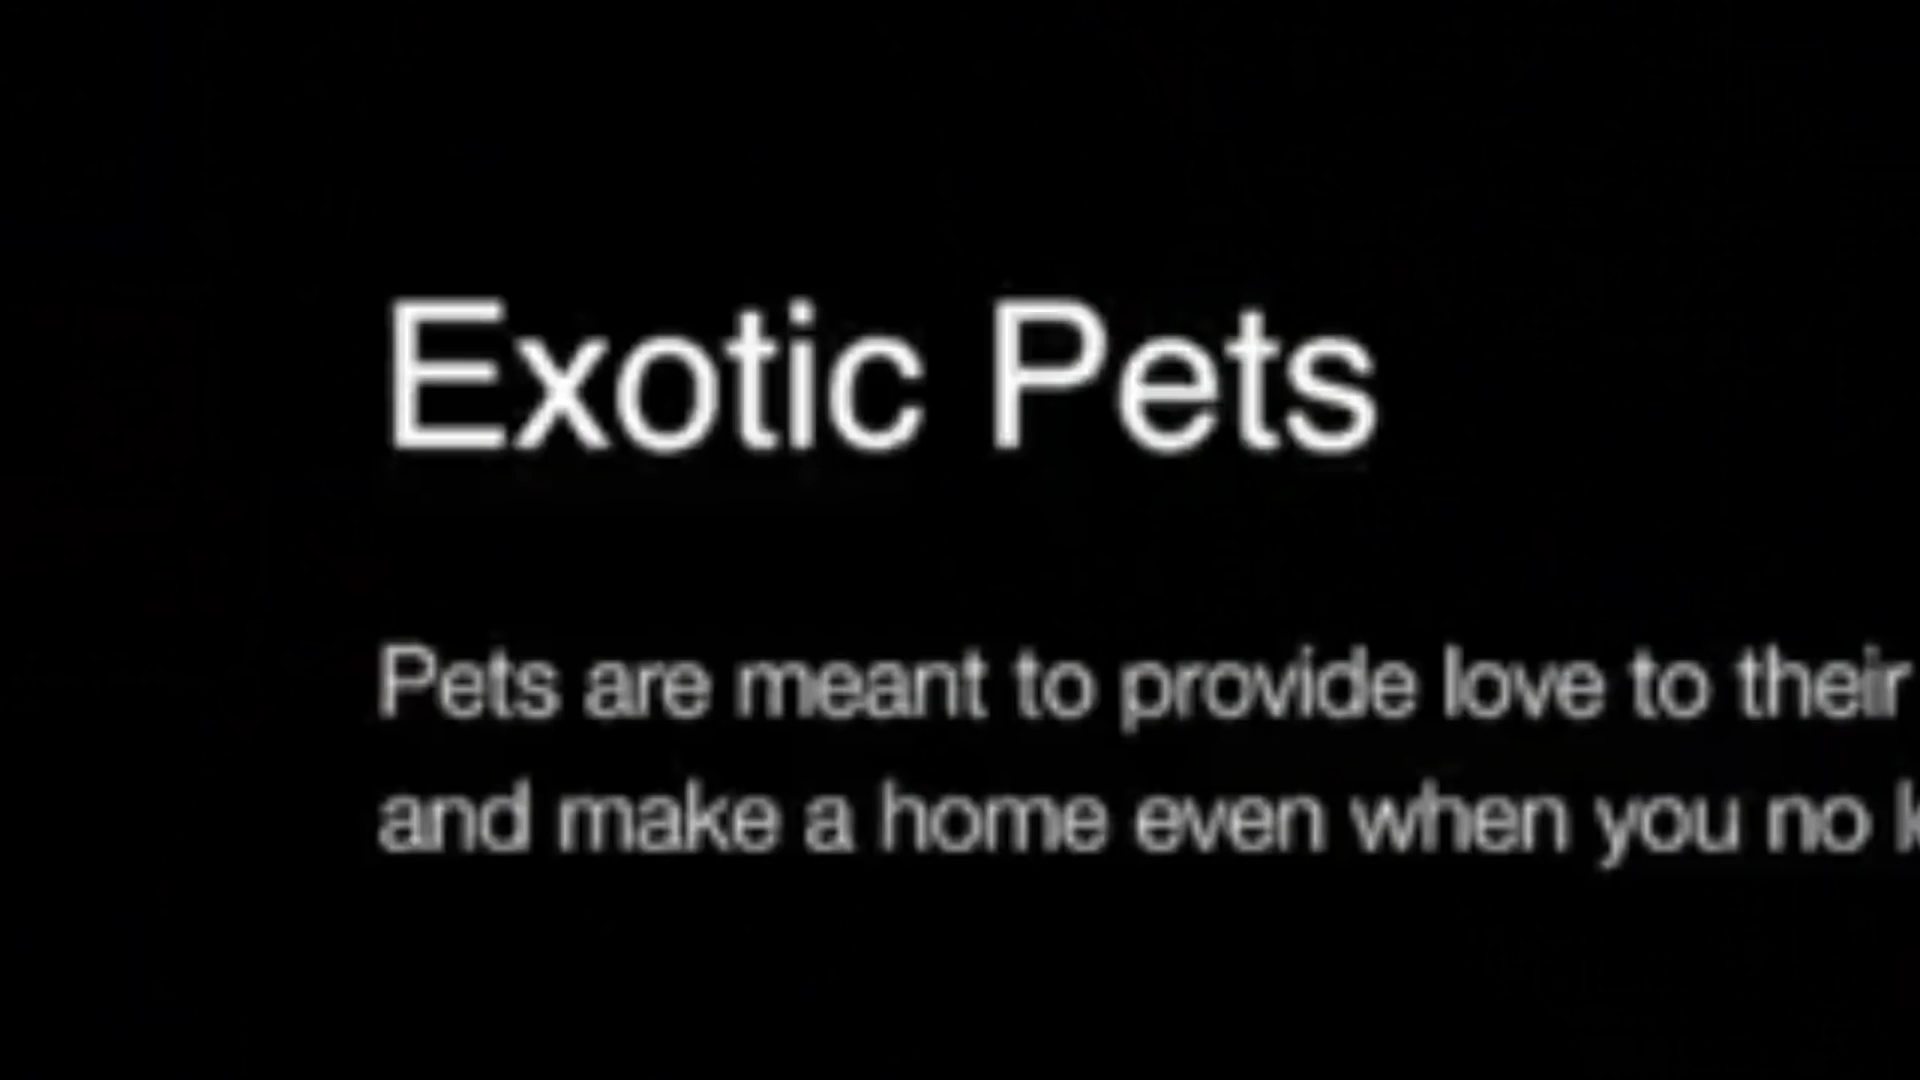 Exotic Pets
Pets are meant to provide love to their
and make a home even when you no